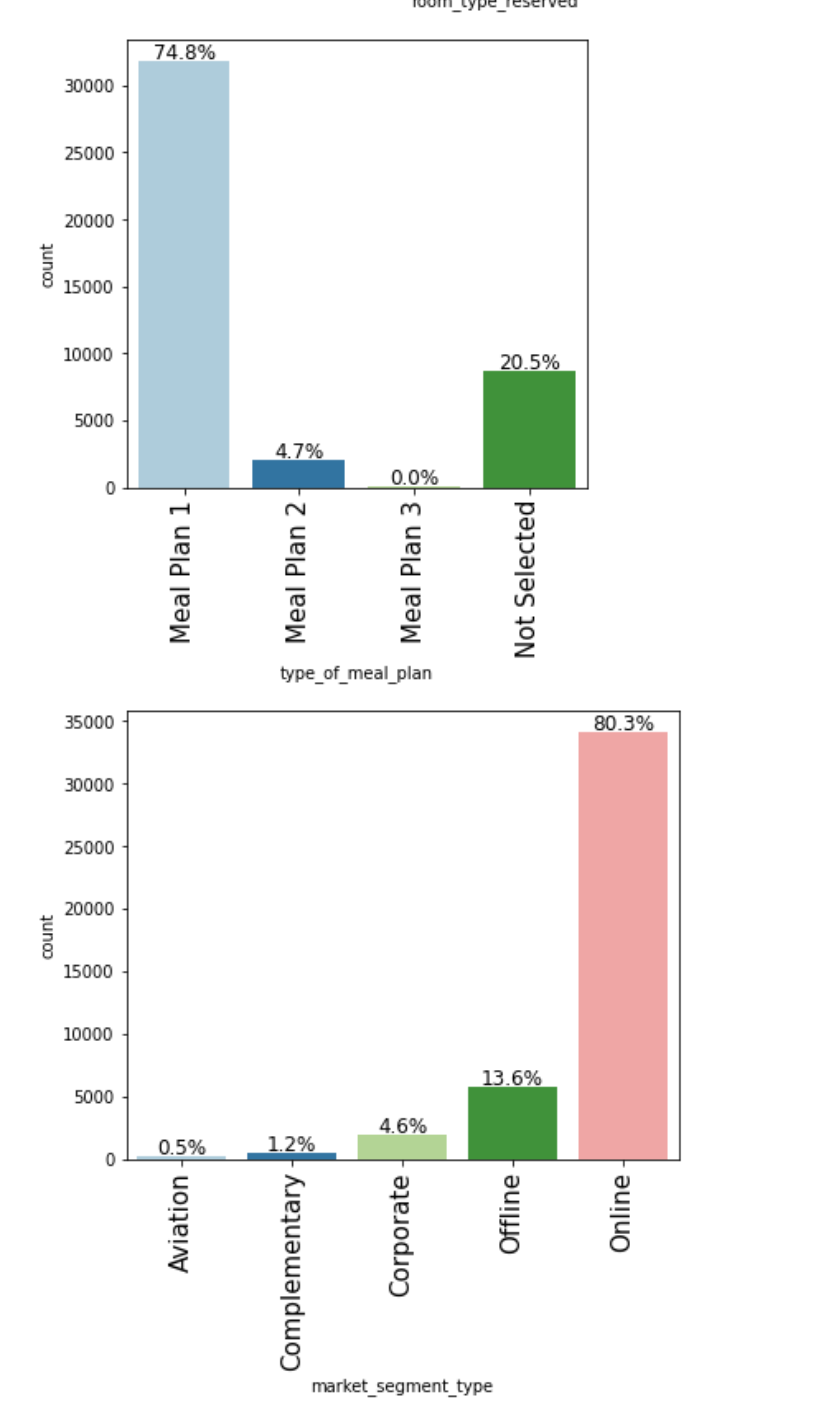 room_type_reserved
74.8%
30000
25000
20000
15000
10000
5000
0
count
4.7%
0.0%
20.5%
Meal Plan 1
Meal Plan 2
Meal Plan 3
Not Selected
type_of_meal_plan
35000
30000
25000
20000
15000
10000
5000
0
count
0.5%
1.2%
4.6%
13.6%
80.3%
Aviation
Complementary
Corporate
Offline
Online
market_segment_type